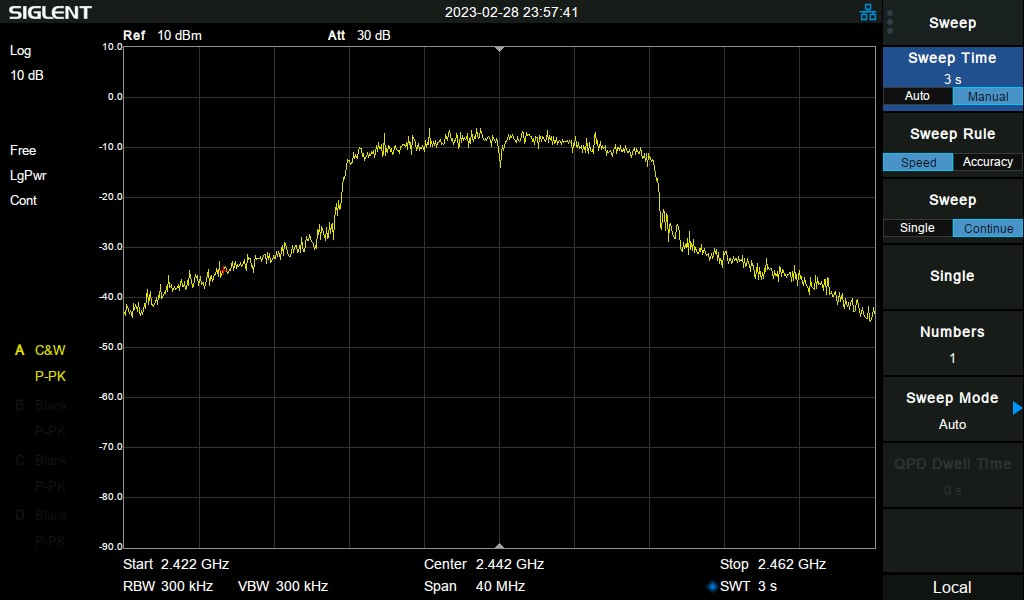 SIGLENT
2023-02-28 23:57:41
Ref 10 dBm
Att 30 dB
Log
10 dB
Free
LgPwr
Cont
A C&W
P-PK
B Blank
P-PK
C Blank
P-PK
D Blank
P-PK
10.0
0.0
-10.0
-20.0
-30.0
-40.0
-50.0
-60.0
-70.0
-80.0
-90.0
Start 2.422 GHz
Center 2.442 GHz
Stop 2.462 GHz
RBW 300 kHz
VBW 300 kHz
Span 40 MHz
SWT 3 s
Sweep
Sweep Time
3 s
Auto Manual
Sweep Rule
Speed Accuracy
Sweep
Single Continue
Single
Numbers
1
Sweep Mode
Auto
QPD Dwell Time
0 s
Local